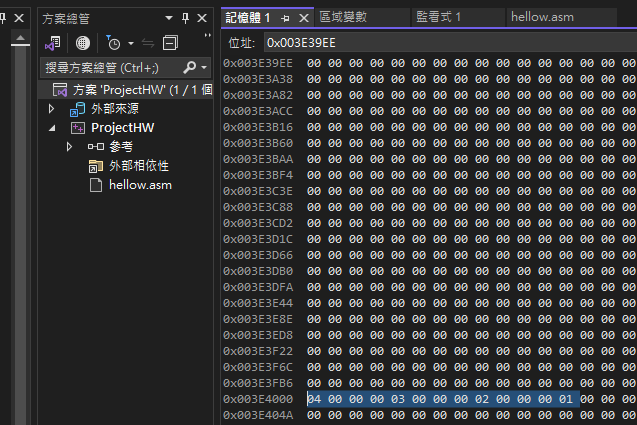 方案總管
搜尋方案總管 (Ctrl+;)
方案 'ProjectHW' (1 / 1 個
外部來源
ProjectHW
參考
外部相依性
hellow.asm
記憶體 1 區域變數 監看式 1 hellow.asm
位址: 0x003E39EE
0x003E39EE 00 00 00 00 00 00 00 00 00 00 00 00 00 00 00 00
0x003E3A38 00 00 00 00 00 00 00 00 00 00 00 00 00 00 00 00
0x003E3A82 00 00 00 00 00 00 00 00 00 00 00 00 00 00 00 00
0x003E3ACC 00 00 00 00 00 00 00 00 00 00 00 00 00 00 00 00
0x003E3B16 00 00 00 00 00 00 00 00 00 00 00 00 00 00 00 00
0x003E3B60 00 00 00 00 00 00 00 00 00 00 00 00 00 00 00 00
0x003E3BAA 00 00 00 00 00 00 00 00 00 00 00 00 00 00 00 00
0x003E3BF4 00 00 00 00 00 00 00 00 00 00 00 00 00 00 00 00
0x003E3C3E 00 00 00 00 00 00 00 00 00 00 00 00 00 00 00 00
0x003E3C88 00 00 00 00 00 00 00 00 00 00 00 00 00 00 00 00
0x003E3CD2 00 00 00 00 00 00 00 00 00 00 00 00 00 00 00 00
0x003E3D1C 00 00 00 00 00 00 00 00 00 00 00 00 00 00 00 00
0x003E3D66 00 00 00 00 00 00 00 00 00 00 00 00 00 00 00 00
0x003E3DB0 00 00 00 00 00 00 00 00 00 00 00 00 00 00 00 00
0x003E3DFA 00 00 00 00 00 00 00 00 00 00 00 00 00 00 00 00
0x003E3E44 00 00 00 00 00 00 00 00 00 00 00 00 00 00 00 00
0x003E3E8E 00 00 00 00 00 00 00 00 00 00 00 00 00 00 00 00
0x003E3ED8 00 00 00 00 00 00 00 00 00 00 00 00 00 00 00 00
0x003E3F22 00 00 00 00 00 00 00 00 00 00 00 00 00 00 00 00
0x003E3F6C 00 00 00 00 00 00 00 00 00 00 00 00 00 00 00 00
0x003E3FB6 00 00 00 00 00 00 00 00 00 00 00 00 00 00 00 00
0x003E4000 04 00 00 00 03 00 00 00 02 00 00 00 01 00 00 00
0x003E404A 00 00 00 00 00 00 00 00 00 00 00 00 00 00 00 00